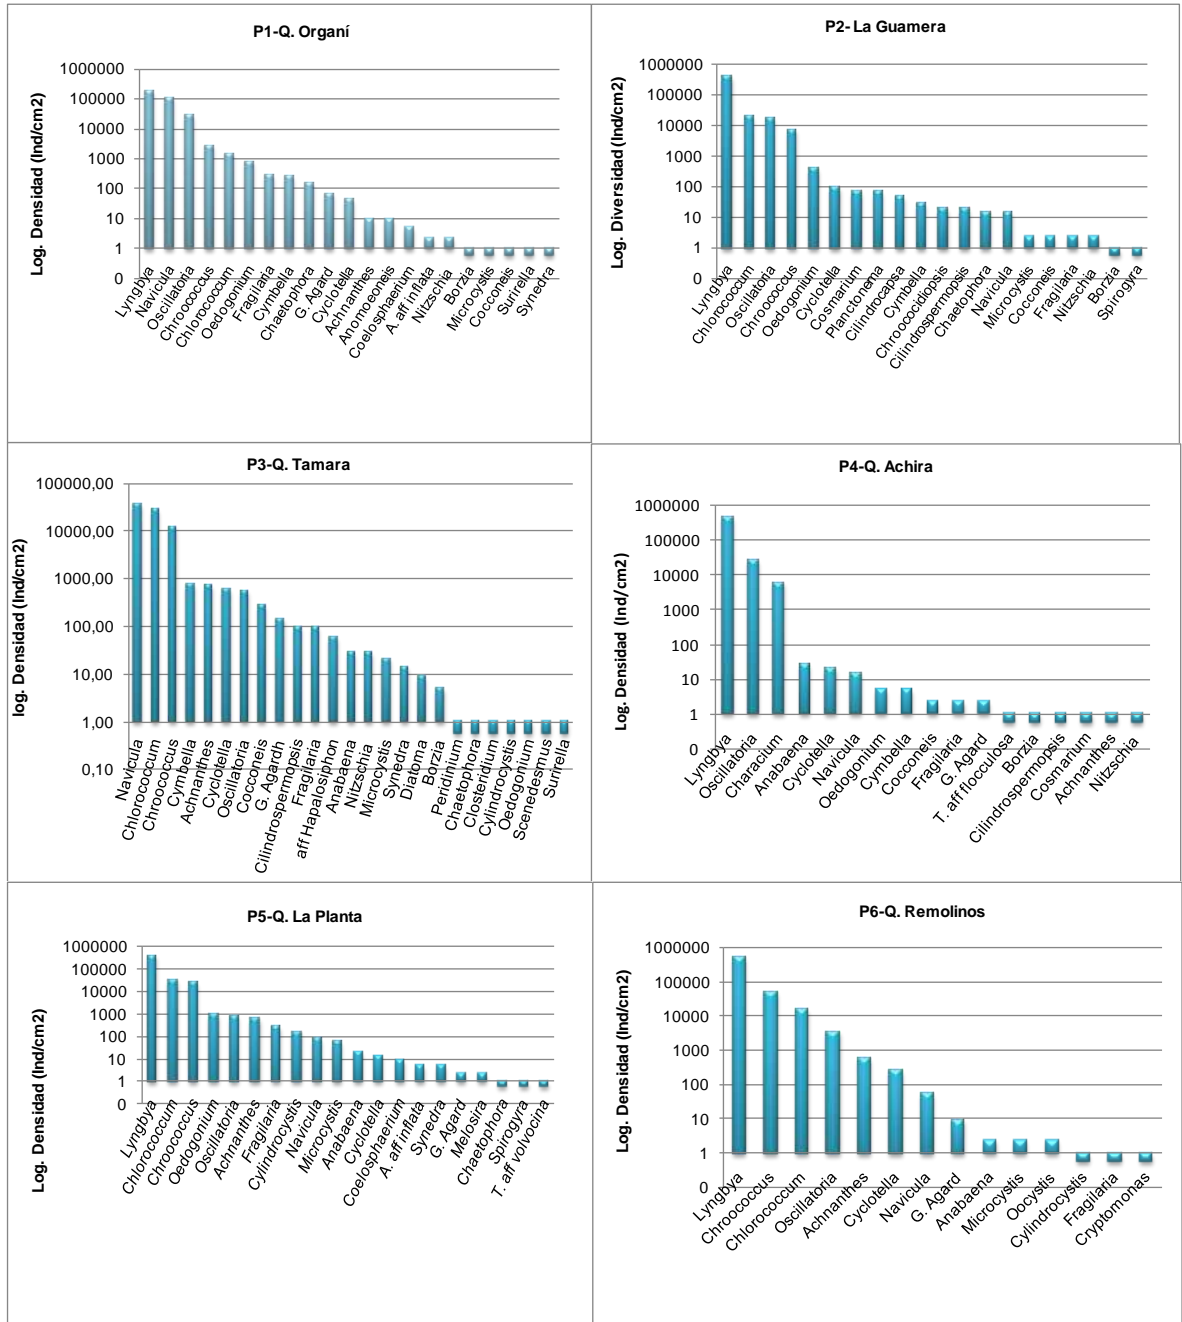 P1-Q. Organí
Log. Densidad (Ind/cm2)
1000000
100000
10000
1000
100
10
1
0
Lyngbya
Navicula
Oscillatoria
Chroococcus
Chlorococcum
Oedogonium
Fragilaria
Cymbella
Chaetophora
G. Agard
Cyclotella
Achnanthes
Anomoeoneis
Coelosphaerium
A. aff inflata
Nitzschia
Borzia
Microcystis
Cocconeis
Surirella
Synedra
P2- La Guamera
Log. Diversidad (Ind/cm2)
1000000
100000
10000
1000
100
10
1
0
Lyngbya
Chlorococcum
Oscillatoria
Chroococcus
Oedogonium
Cyclotella
Cosmarium
Planctonema
Cilindrocapsa
Cymbella
Chroococidiopsis
Cilindrospermopsis
Chaetophora
Navicula
Microcystis
Cocconeis
Fragilaria
Nitzschia
Borzia
Spirogyra
P3-Q. Tamara
log. Densidad (Ind/cm2)
100000,00
10000,00
1000,00
100,00
10,00
1,00
0,10
Navicula
Chlorococcum
Chroococcus
Cymbella
Achnanthes
Cyclotella
Oscillatoria
Cocconeis
G. Agarth
Cilindrospermopsis
Fragilaria
aff Hapalosiphon
Anabaena
Nitzschia
Microcystis
Synedra
Diatoma
Borzia
Peridinium
Chaetophora
Closteridium
Cylindrocystis
Oedogonium
Scenedesmus
Surirella
P4-Q. Achira
Log. Densidad (Ind/cm2)
1000000
100000
10000
1000
100
10
1
0
Lyngbya
Oscillatoria
Characium
Anabaena
Cyclotella
Navicula
Oedogonium
Cymbella
Cocconeis
Fragilaria
G. Agard
T. aff flocculosa
Borzia
Cilindrospermopsis
Cosmarium
Achnanthes
Nitzschia
P5-Q. La Planta
Log. Densidad (Ind/cm2)
1000000
100000
10000
1000
100
10
1
0
Lyngbya
Chlorococcum
Chroococcus
Oedogonium
Oscillatoria
Achnanthes
Fragilaria
Cylindrocystis
Navicula
Microcystis
Anabaena
Cyclotella
Coelosphaerium
A. aff inflata
Synedra
G. Agard
Melosira
Chaetophora
Spirogyra
T. aff volvocina
P6-Q. Remolinos
Log. Densidad (Ind/cm2)
1000000
100000
10000
1000
100
10
1
0
Lyngbya
Chroococcus
Chlorococcum
Oscillatoria
Achnanthes
Cyclotella
Navicula
G. Agard
Anabaena
Microcystis
Oocystis
Cylindrocystis
Fragilaria
Cryptomonas